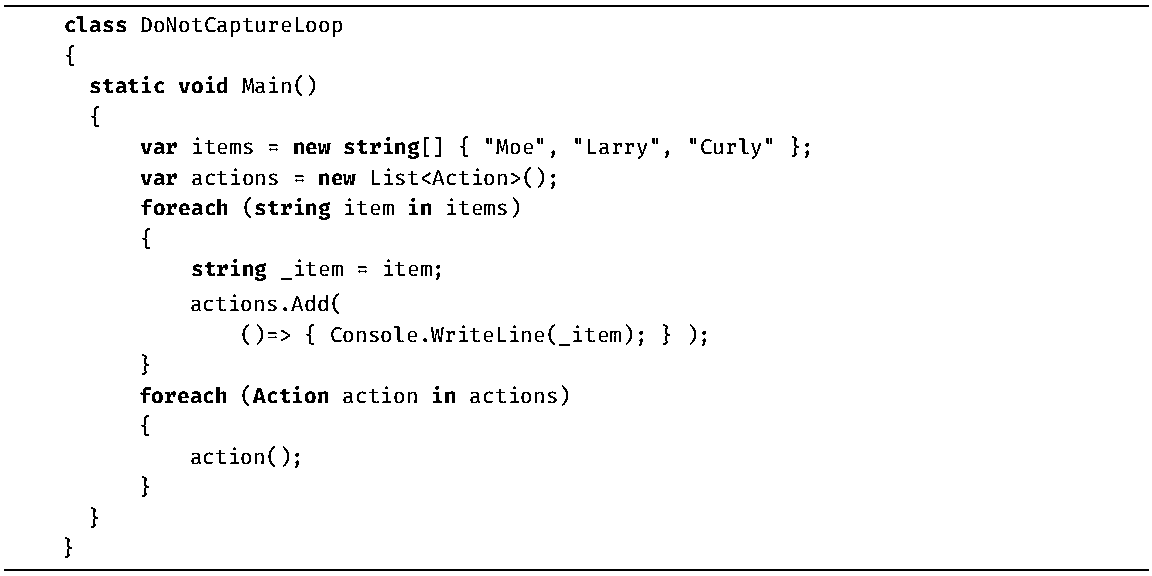 class DoNotCaptureLoop
{
  static void Main()
  {
      var items = new string[] { "Moe", "Larry", "Curly" };
      var actions = new List<Action>();
      foreach (string item in items)
      {
          string _item = item;
          actions.Add(
              ()=> { Console.WriteLine(_item); } );
      }
      foreach (Action action in actions)
      {
          action();
      }
  }
}